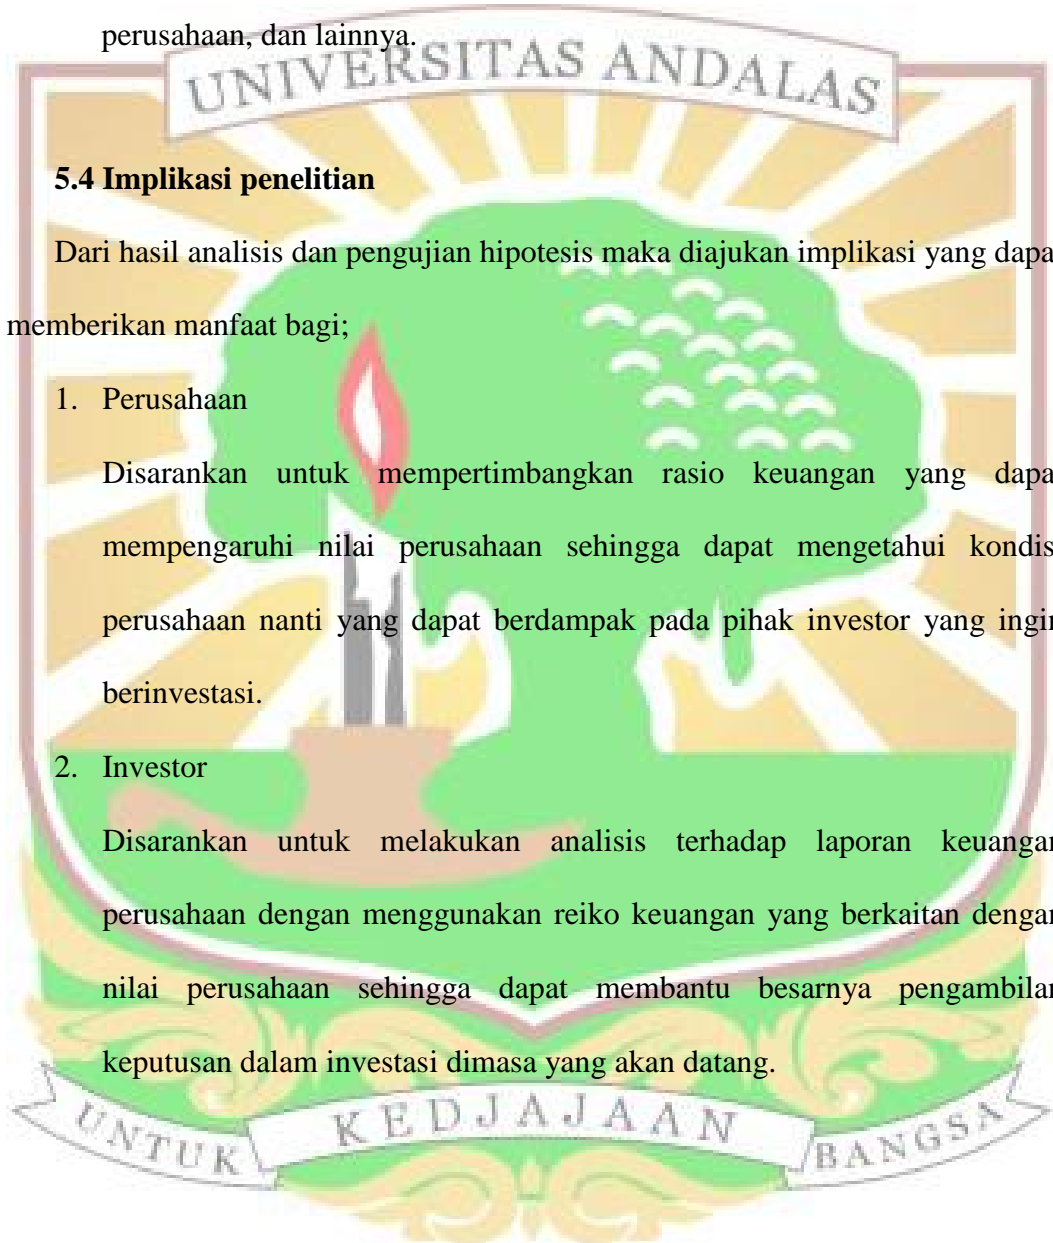 perusahaan, dan lainnya.
UNIVERSITAS ANDALAS
5.4 Implikasi penelitian
Dari hasil analisis dan pengujian hipotesis maka diajukan implikasi yang dapa
memberikan manfaat bagi;
1. Perusahaan
Disarankan untuk mempertimbangkan rasio keuangan yang dapa
mempengaruhi nilai perusahaan sehingga dapat mengetahui kondis
perusahaan nanti yang dapat berdampak pada pihak investor yang ingin
berinvestasi.
2. Investor
Disarankan untuk melakukan analisis terhadap laporan keuangan
perusahaan dengan menggunakan reiko keuangan yang berkaitan dengan
nilai perusahaan sehingga dapat membantu besarnya pengambilan
keputusan dalam investasi dimasa yang akan datang.
UNTUK KEDJAJAAN BANGSA